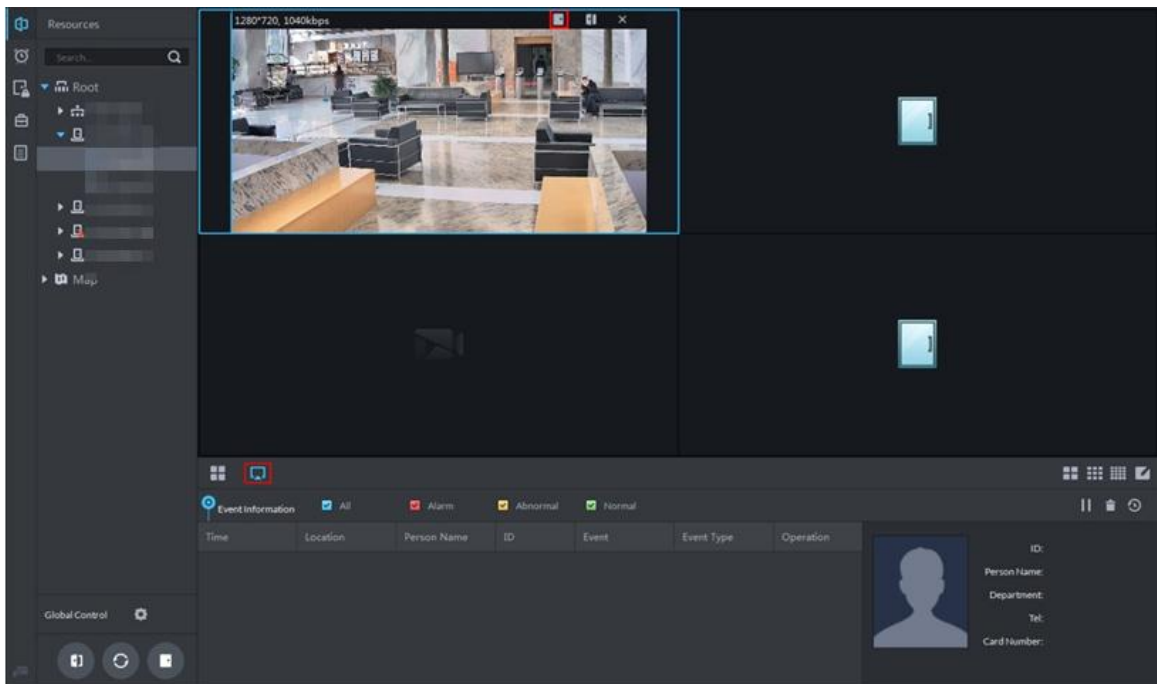 Resources
1280*720, 1040kbps
Search...
Root
Map
Event Information
All
Alarm
Abnormal
Normal
Time
Location
Person Name
ID
Event
Event Type
Operation
ID:
Person Name:
Department:
Tel:
Card Number:
Global Control